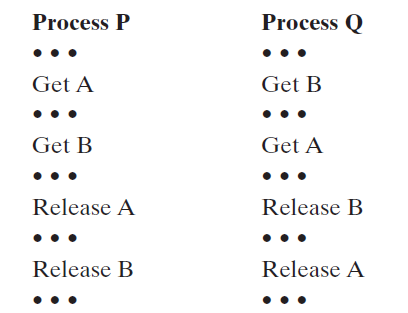 Process P Process Q
• • • • • •
Get A Get B
• • • • • •
Get B Get A
• • • • • •
Release A Release B
• • • • • •
Release B Release A
• • • • • •